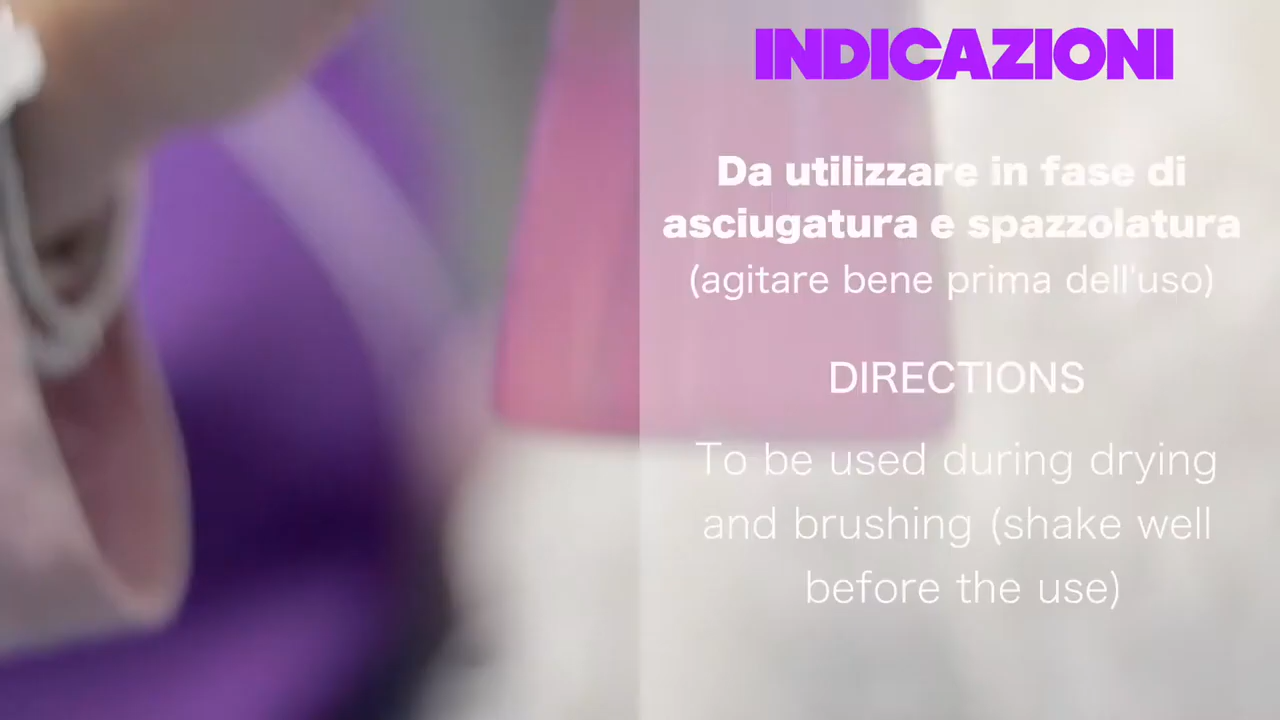 INDICAZIONI
Da utilizzare in fase di
asciugatura e spazzolatura
(agitare bene prima dell'uso)
DIRECTIONS
To be used during drying
and brushing (shake well
before the use)